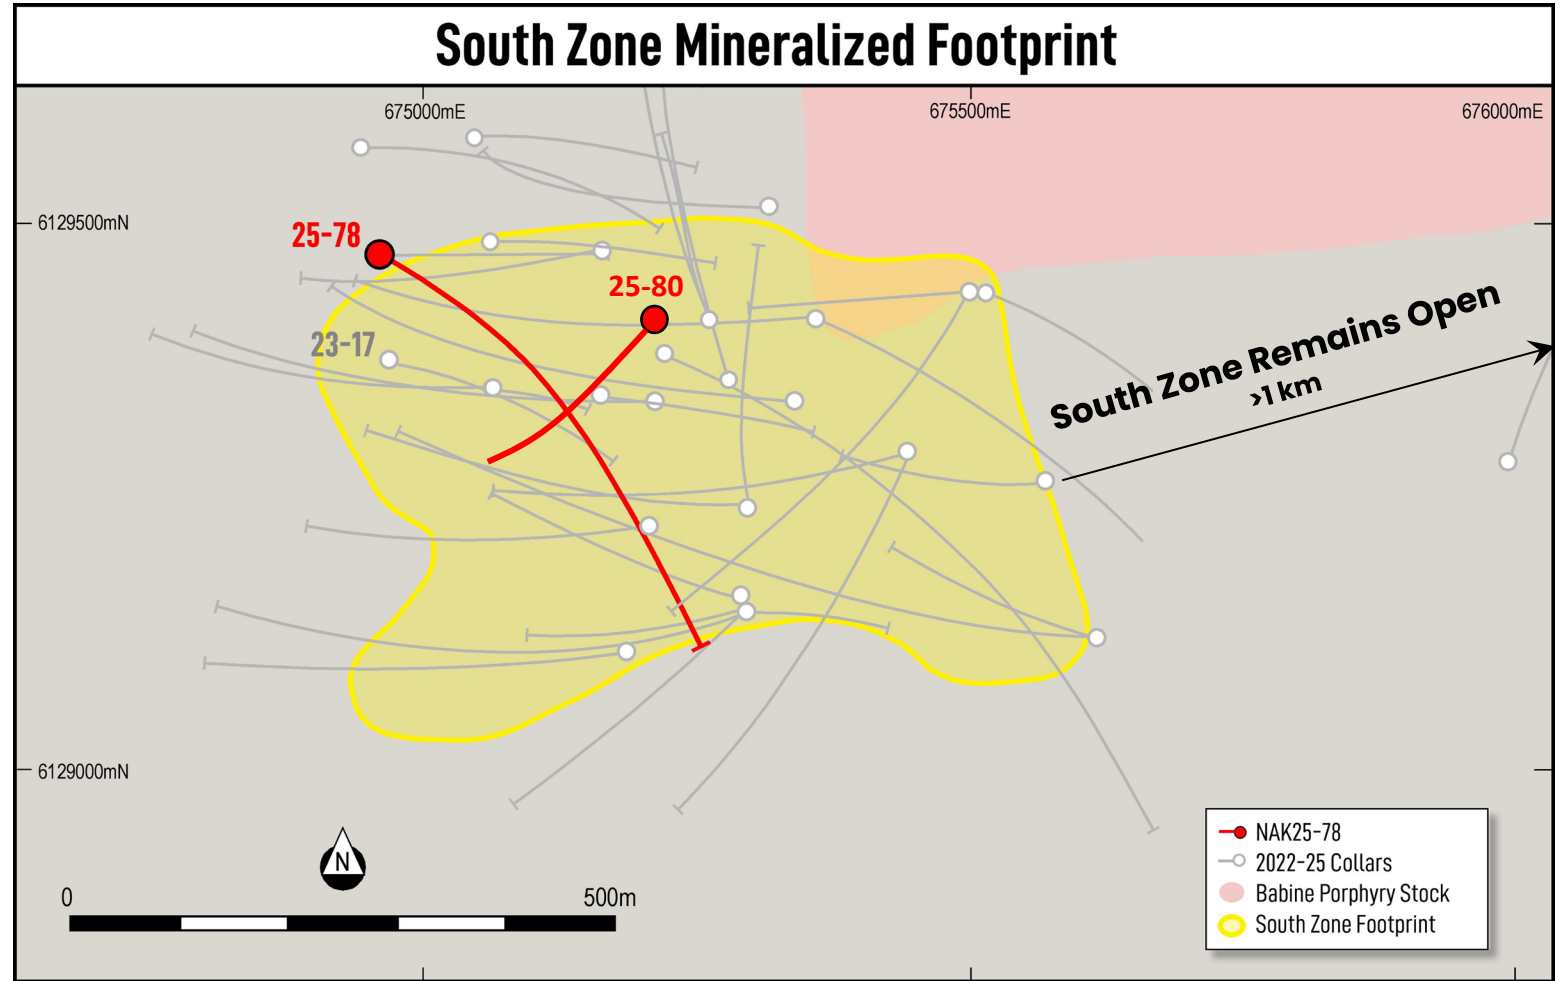 South Zone Mineralized Footprint
675000mE
675500mE
676000mE
6129500mN
25-78
25-80
23-17
South Zone Remains Open
>1 km
6129000mN
N
0
500m
NAK25-78
2022-25 Collars
Babine Porphyry Stock
South Zone Footprint